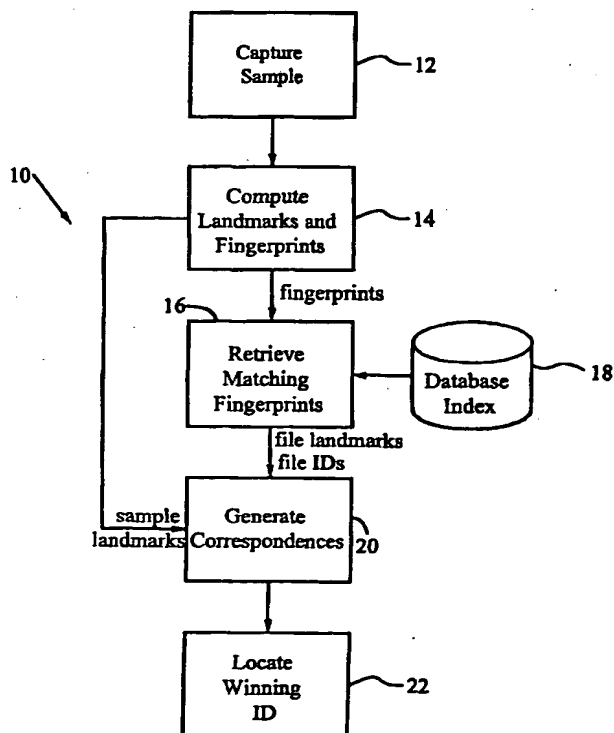 Capture
Sample
12
10
Compute
Landmarks and
Fingerprints
14
fingerprints
16
Retrieve
Matching
Fingerprints
Database
Index
18
file landmarks
file IDs
sample
landmarks
Generate
Correspondences
20
Locate
Winning
ID
22